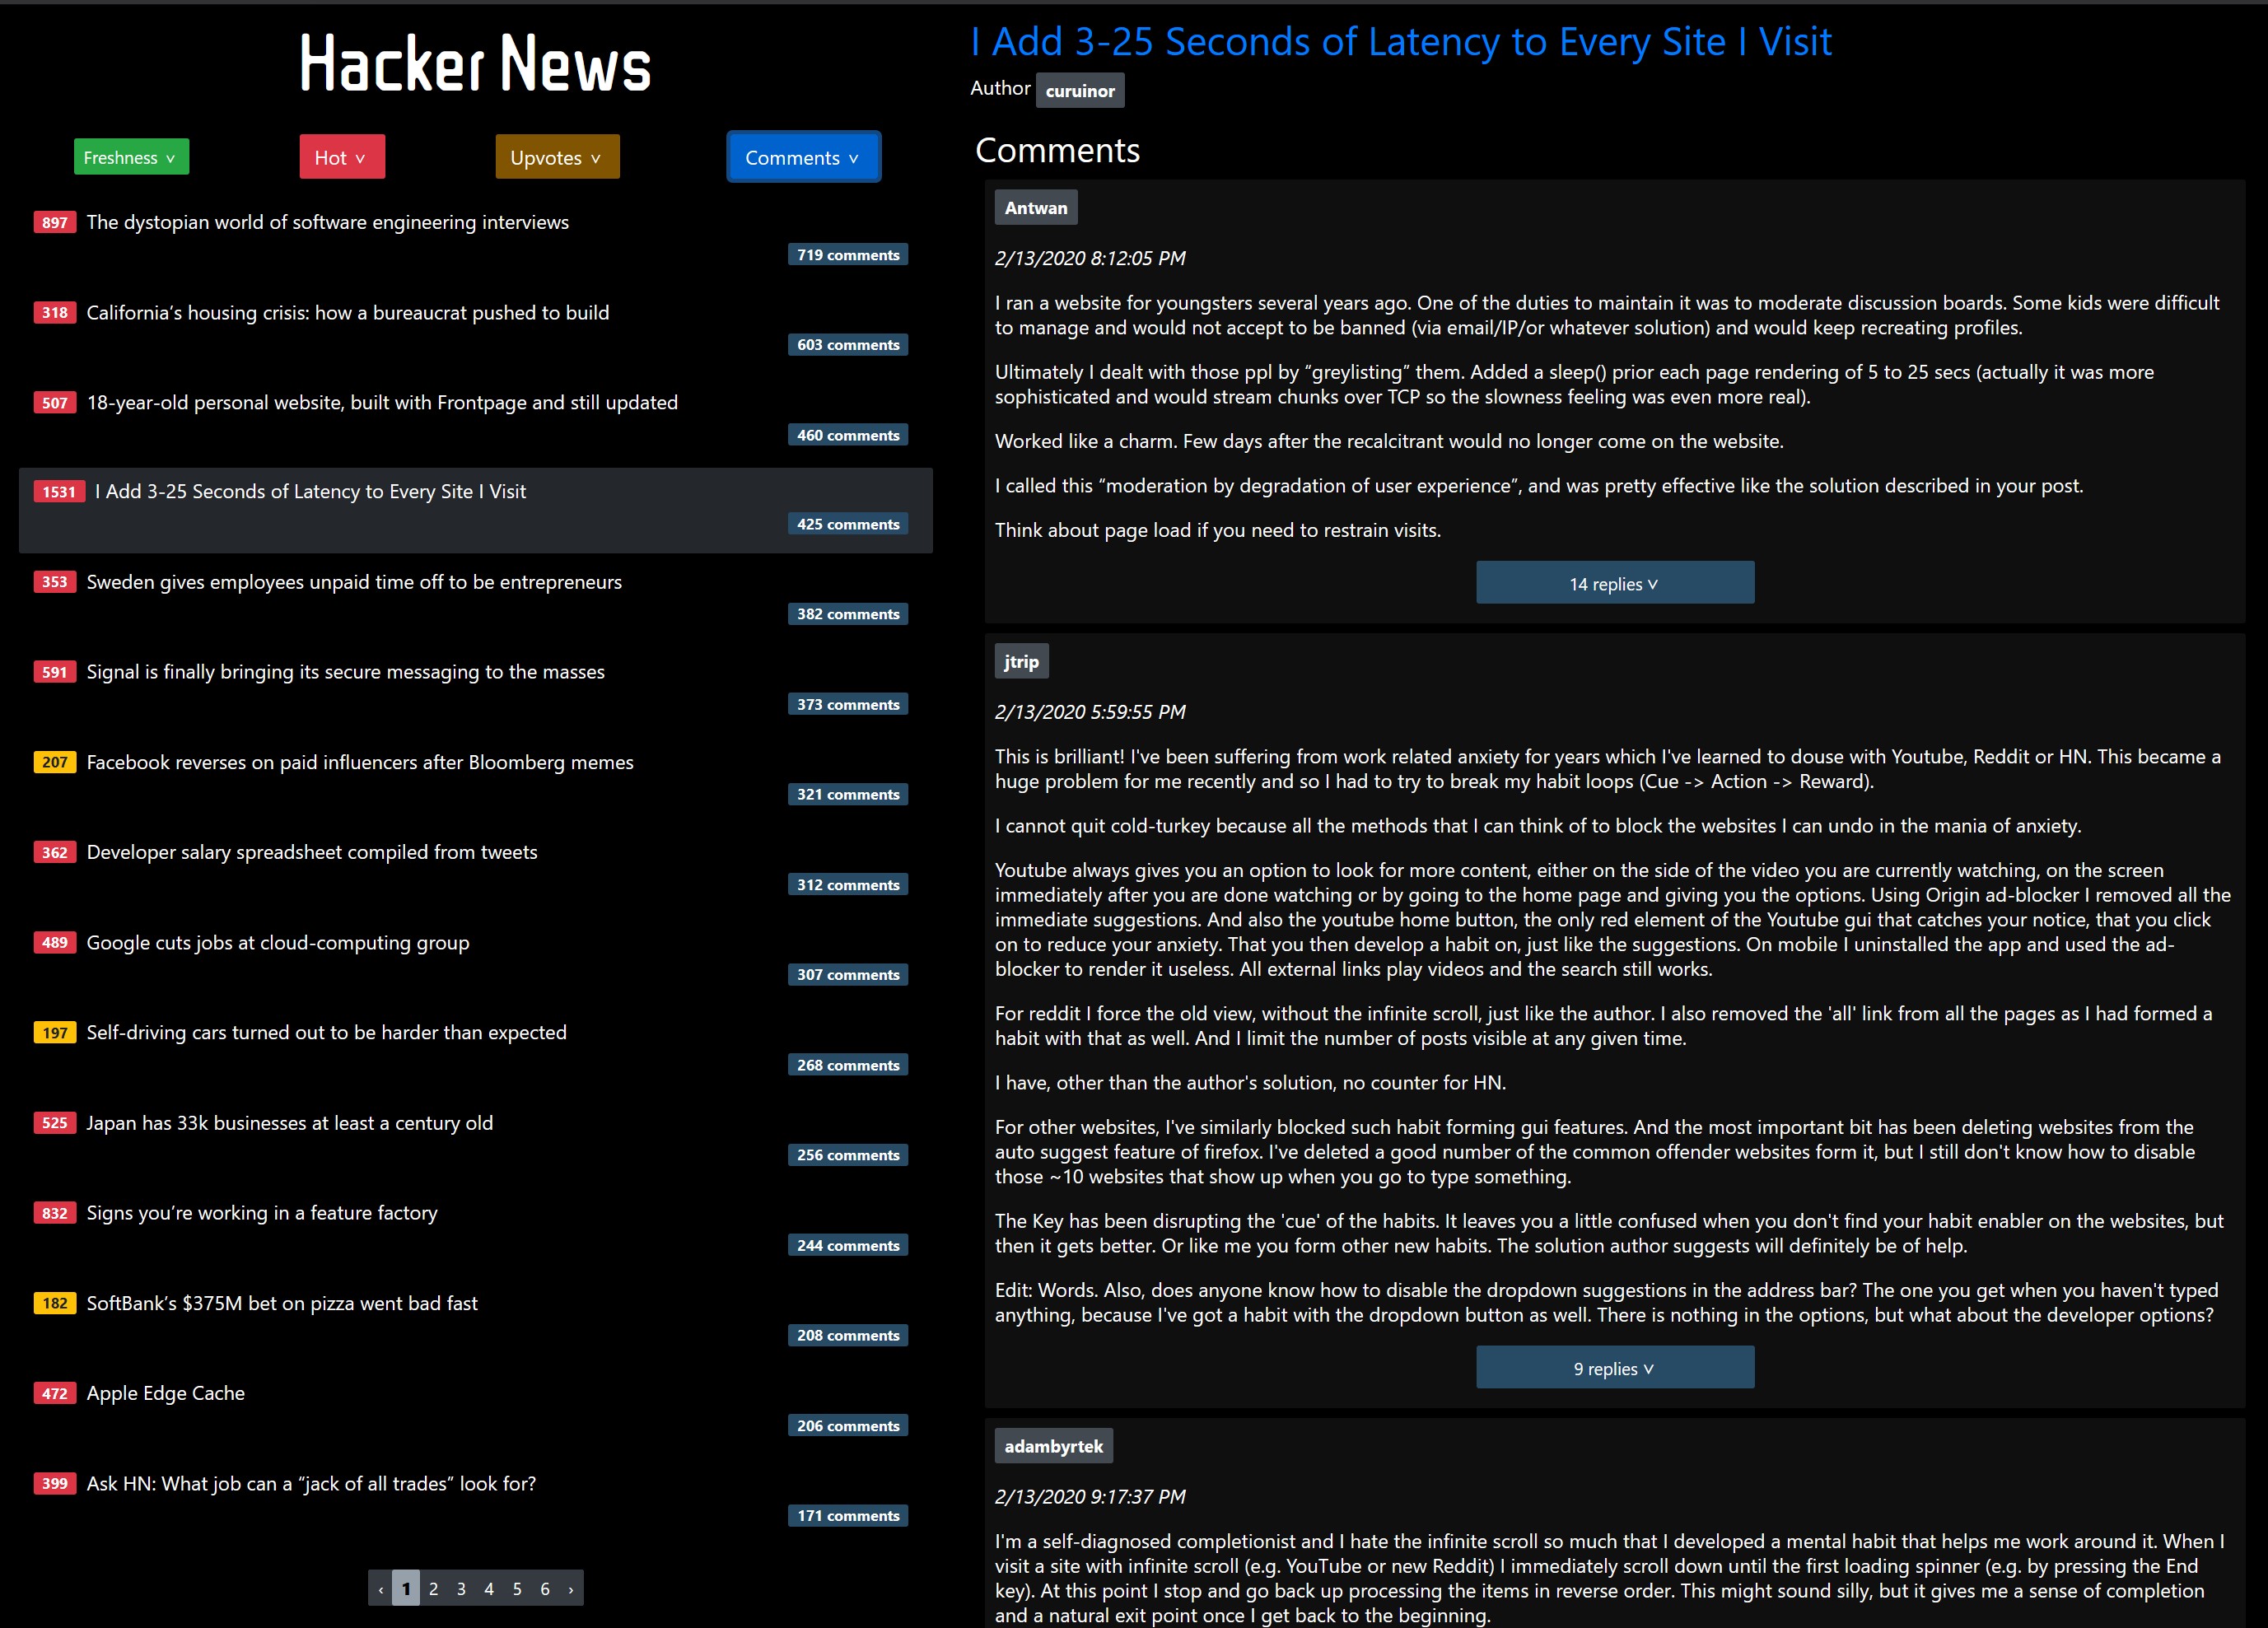 Hacker News
Freshness ˅
Hot ˅
Upvotes ˅
Comments ˅
897 The dystopian world of software engineering interviews
719 comments
318 California’s housing crisis: how a bureaucrat pushed to build
603 comments
507 18-year-old personal website, built with Frontpage and still updated
460 comments
1531 I Add 3-25 Seconds of Latency to Every Site I Visit
425 comments
353 Sweden gives employees unpaid time off to be entrepreneurs
382 comments
591 Signal is finally bringing its secure messaging to the masses
373 comments
207 Facebook reverses on paid influencers after Bloomberg memes
321 comments
362 Developer salary spreadsheet compiled from tweets
312 comments
489 Google cuts jobs at cloud-computing group
307 comments
197 Self-driving cars turned out to be harder than expected
268 comments
525 Japan has 33k businesses at least a century old
256 comments
832 Signs you’re working in a feature factory
244 comments
182 SoftBank’s $375M bet on pizza went bad fast
208 comments
472 Apple Edge Cache
206 comments
399 Ask HN: What job can a “jack of all trades” look for?
171 comments
‹ 1 2 3 4 5 6 ›
I Add 3-25 Seconds of Latency to Every Site I Visit
Author curuinor
Comments
Antwan
2/13/2020 8:12:05 PM
I ran a website for youngsters several years ago. One of the duties to maintain it was to moderate discussion boards. Some kids were difficult
to manage and would not accept to be banned (via email/IP/or whatever solution) and would keep recreating profiles.
Ultimately I dealt with those ppl by “greylisting” them. Added a sleep() prior each page rendering of 5 to 25 secs (actually it was more
sophisticated and would stream chunks over TCP so the slowness feeling was even more real).
Worked like a charm. Few days after the recalcitrant would no longer come on the website.
I called this “moderation by degradation of user experience”, and was pretty effective like the solution described in your post.
Think about page load if you need to restrain visits.
14 replies ˅
jtrip
2/13/2020 5:59:55 PM
This is brilliant! I've been suffering from work related anxiety for years which I've learned to douse with Youtube, Reddit or HN. This became a
huge problem for me recently and so I had to try to break my habit loops (Cue -> Action -> Reward).
I cannot quit cold-turkey because all the methods that I can think of to block the websites I can undo in the mania of anxiety.
Youtube always gives you an option to look for more content, either on the side of the video you are currently watching, on the screen
immediately after you are done watching or by going to the home page and giving you the options. Using Origin ad-blocker I removed all the
immediate suggestions. And also the youtube home button, the only red element of the Youtube gui that catches your notice, that you click
on to reduce your anxiety. That you then develop a habit on, just like the suggestions. On mobile I uninstalled the app and used the ad-
blocker to render it useless. All external links play videos and the search still works.
For reddit I force the old view, without the infinite scroll, just like the author. I also removed the 'all' link from all the pages as I had formed a
habit with that as well. And I limit the number of posts visible at any given time.
I have, other than the author's solution, no counter for HN.
For other websites, I've similarly blocked such habit forming gui features. And the most important bit has been deleting websites from the
auto suggest feature of firefox. I've deleted a good number of the common offender websites form it, but I still don't know how to disable
those ~10 websites that show up when you go to type something.
The Key has been disrupting the 'cue' of the habits. It leaves you a little confused when you don't find your habit enabler on the websites, but
then it gets better. Or like me you form other new habits. The solution author suggests will definitely be of help.
Edit: Words. Also, does anyone know how to disable the dropdown suggestions in the address bar? The one you get when you haven't typed
anything, because I've got a habit with the dropdown button as well. There is nothing in the options, but what about the developer options?
9 replies ˅
adambyrtek
2/13/2020 9:17:37 PM
I'm a self-diagnosed completionist and I hate the infinite scroll so much that I developed a mental habit that helps me work around it. When I
visit a site with infinite scroll (e.g. YouTube or new Reddit) I immediately scroll down until the first loading spinner (e.g. by pressing the End
key). At this point I stop and go back up processing the items in reverse order. This might sound silly, but it gives me a sense of completion
and a natural exit point once I get back to the beginning.